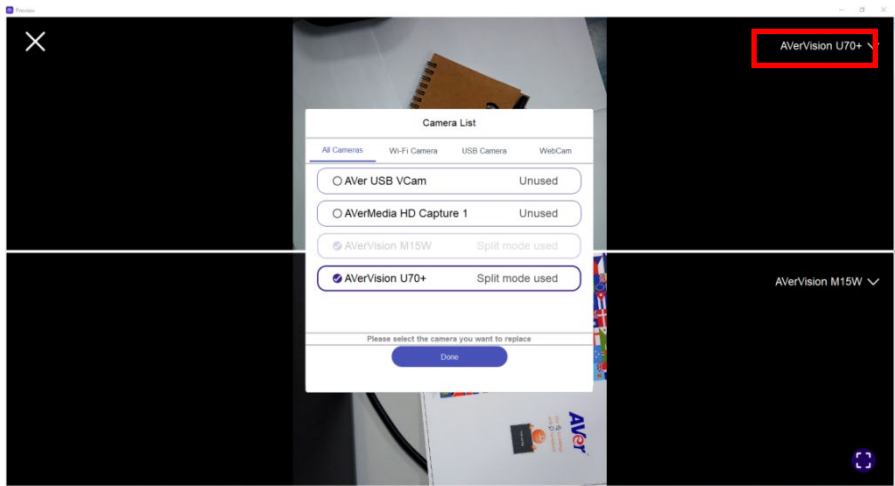 Preview
AVerVision U70+
Camera List
All Cameras Wi-Fi Camera USB Camera WebCam
AVer USB VCam Unused
AVerMedia HD Capture 1 Unused
AVerVision M15W Split mode used
AVerVision U70+ Split mode used
AVerVision M15W
Please select the camera you want to replace
Done
AVer